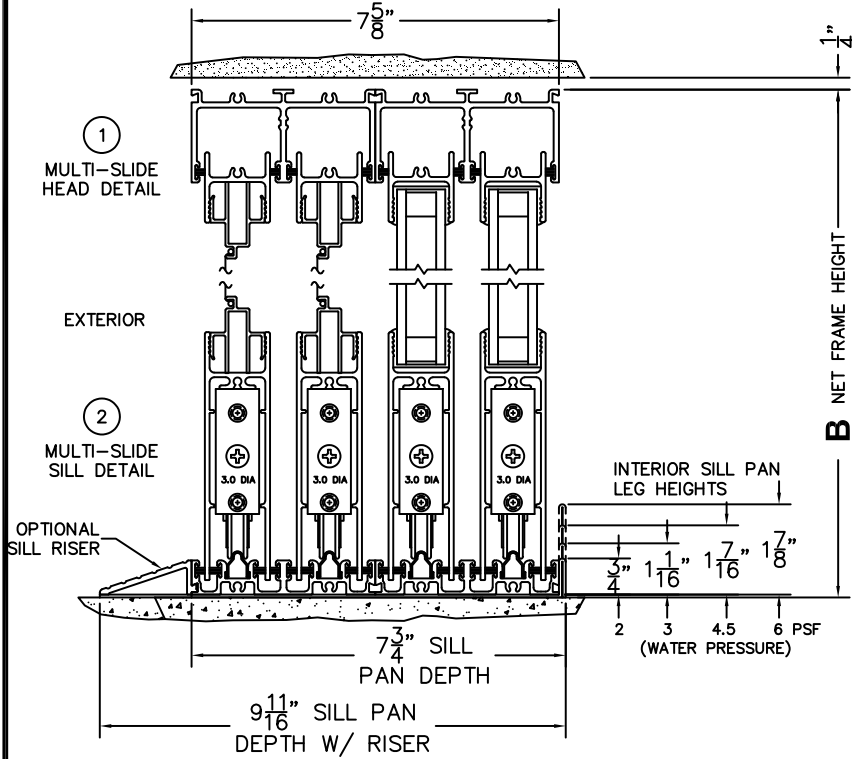 7 5/8"
1/4"
1
MULTI-SLIDE
HEAD DETAIL
EXTERIOR
B NET FRAME HEIGHT
2
MULTI-SLIDE
SILL DETAIL
3.0 DIA 3.0 DIA 3.0 DIA 3.0 DIA
INTERIOR SILL PAN
LEG HEIGHTS
OPTIONAL
SILL RISER
3/4" 1 1/16" 1 7/16" 1 7/8"
2 3 4.5 6 PSF
(WATER PRESSURE)
7 3/4" SILL
PAN DEPTH
9 11/16" SILL PAN
DEPTH W/ RISER